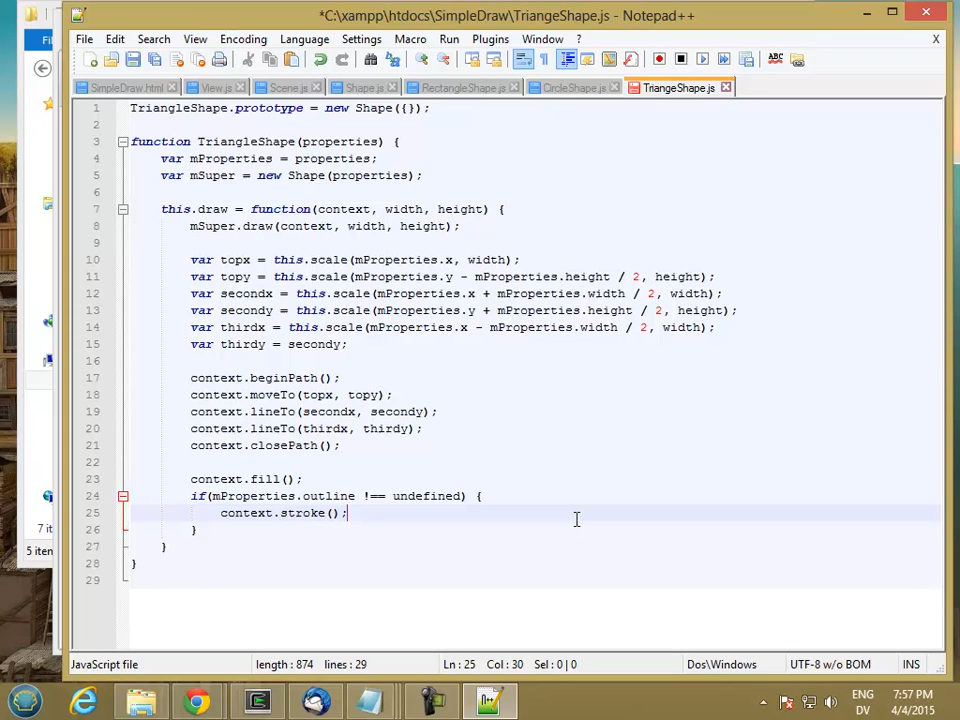 *C:\xampp\htdocs\SimpleDraw\TriangeShape.js - Notepad++
File Edit Search View Encoding Language Settings Macro Run Plugins Window ? X
SimpleDraw.html View.js Scene.js Shape.js RectangleShape.js CircleShape.js TriangeShape.js
1 TriangleShape.prototype = new Shape({});
2
3 function TriangleShape(properties) {
4 var mProperties = properties;
5 var mSuper = new Shape(properties);
6
7 this.draw = function(context, width, height) {
8 mSuper.draw(context, width, height);
9
10 var topx = this.scale(mProperties.x, width);
11 var topy = this.scale(mProperties.y - mProperties.height / 2, height);
12 var secondx = this.scale(mProperties.x + mProperties.width / 2, width);
13 var secondy = this.scale(mProperties.y + mProperties.height / 2, height);
14 var thirdx = this.scale(mProperties.x - mProperties.width / 2, width);
15 var thirdy = secondy;
16
17 context.beginPath();
18 context.moveTo(topx, topy);
19 context.lineTo(secondx, secondy);
20 context.lineTo(thirdx, thirdy);
21 context.closePath();
22
23 context.fill();
24 if(mProperties.outline !== undefined) {
25 context.stroke();
26 }
27 }
28 }
29
7 it
5 item
JavaScript file length : 874 lines : 29 Ln : 25 Col : 30 Sel : 0 | 0 Dos\Windows UTF-8 w/o BOM INS
ENG
DV
7:57 PM
4/4/2015